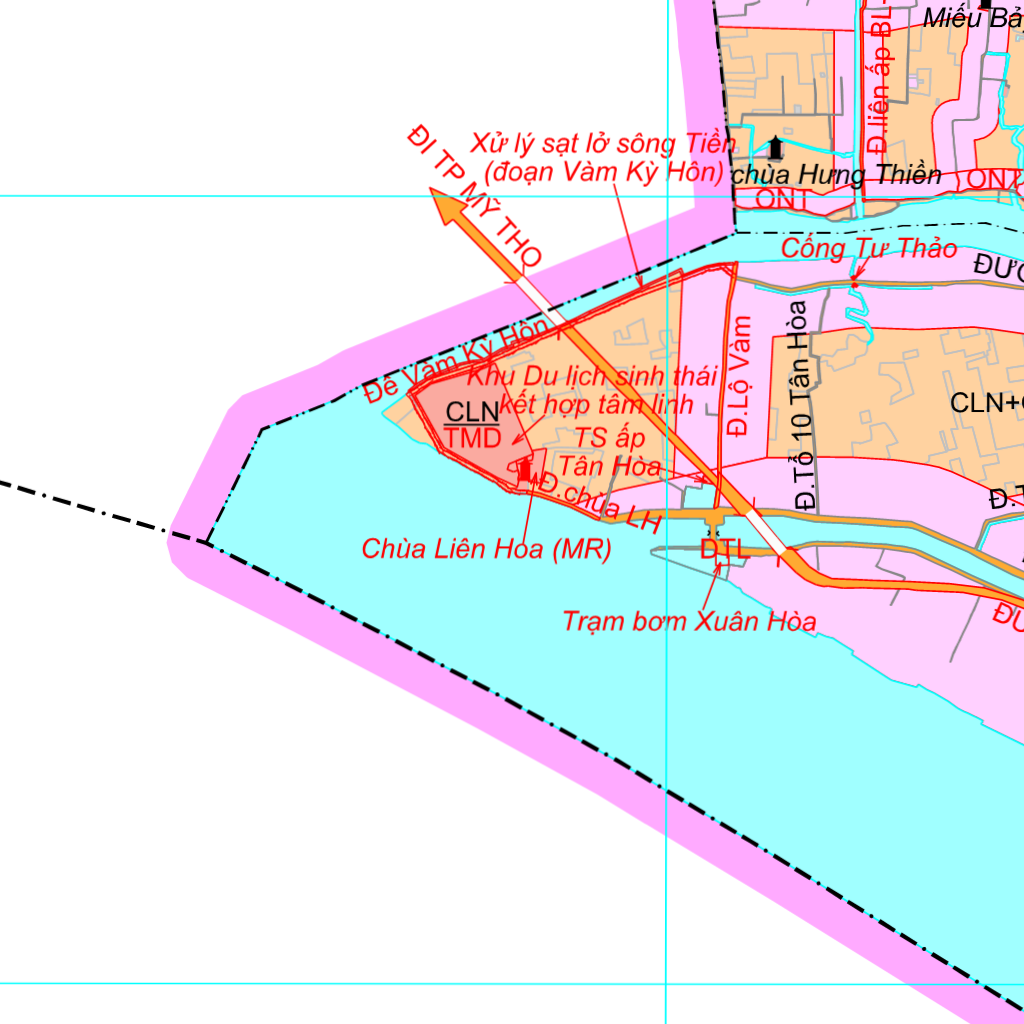 Miếu Bả
Đ.liên ấp BL-
ĐI TP MỸ THO
Xử lý sạt lở sông Tiền
(đoạn Vàm Kỳ Hôn)
chùa Hưng Thiền
ONT
ONT
Cống Tư Thảo
ĐƯỜ
Đê Vàm Kỳ Hôn
Khu Du lịch sinh thái
kết hợp tâm linh
CLN
TMD
Đ.Lộ Vàm
Đ.Tổ 10 Tân Hòa
CLN+
TS ấp
Tân Hòa
Đ.chùa LH
Đ.T
Chùa Liên Hoa (MR)
DTL
Trạm bơm Xuân Hòa
ĐƯ